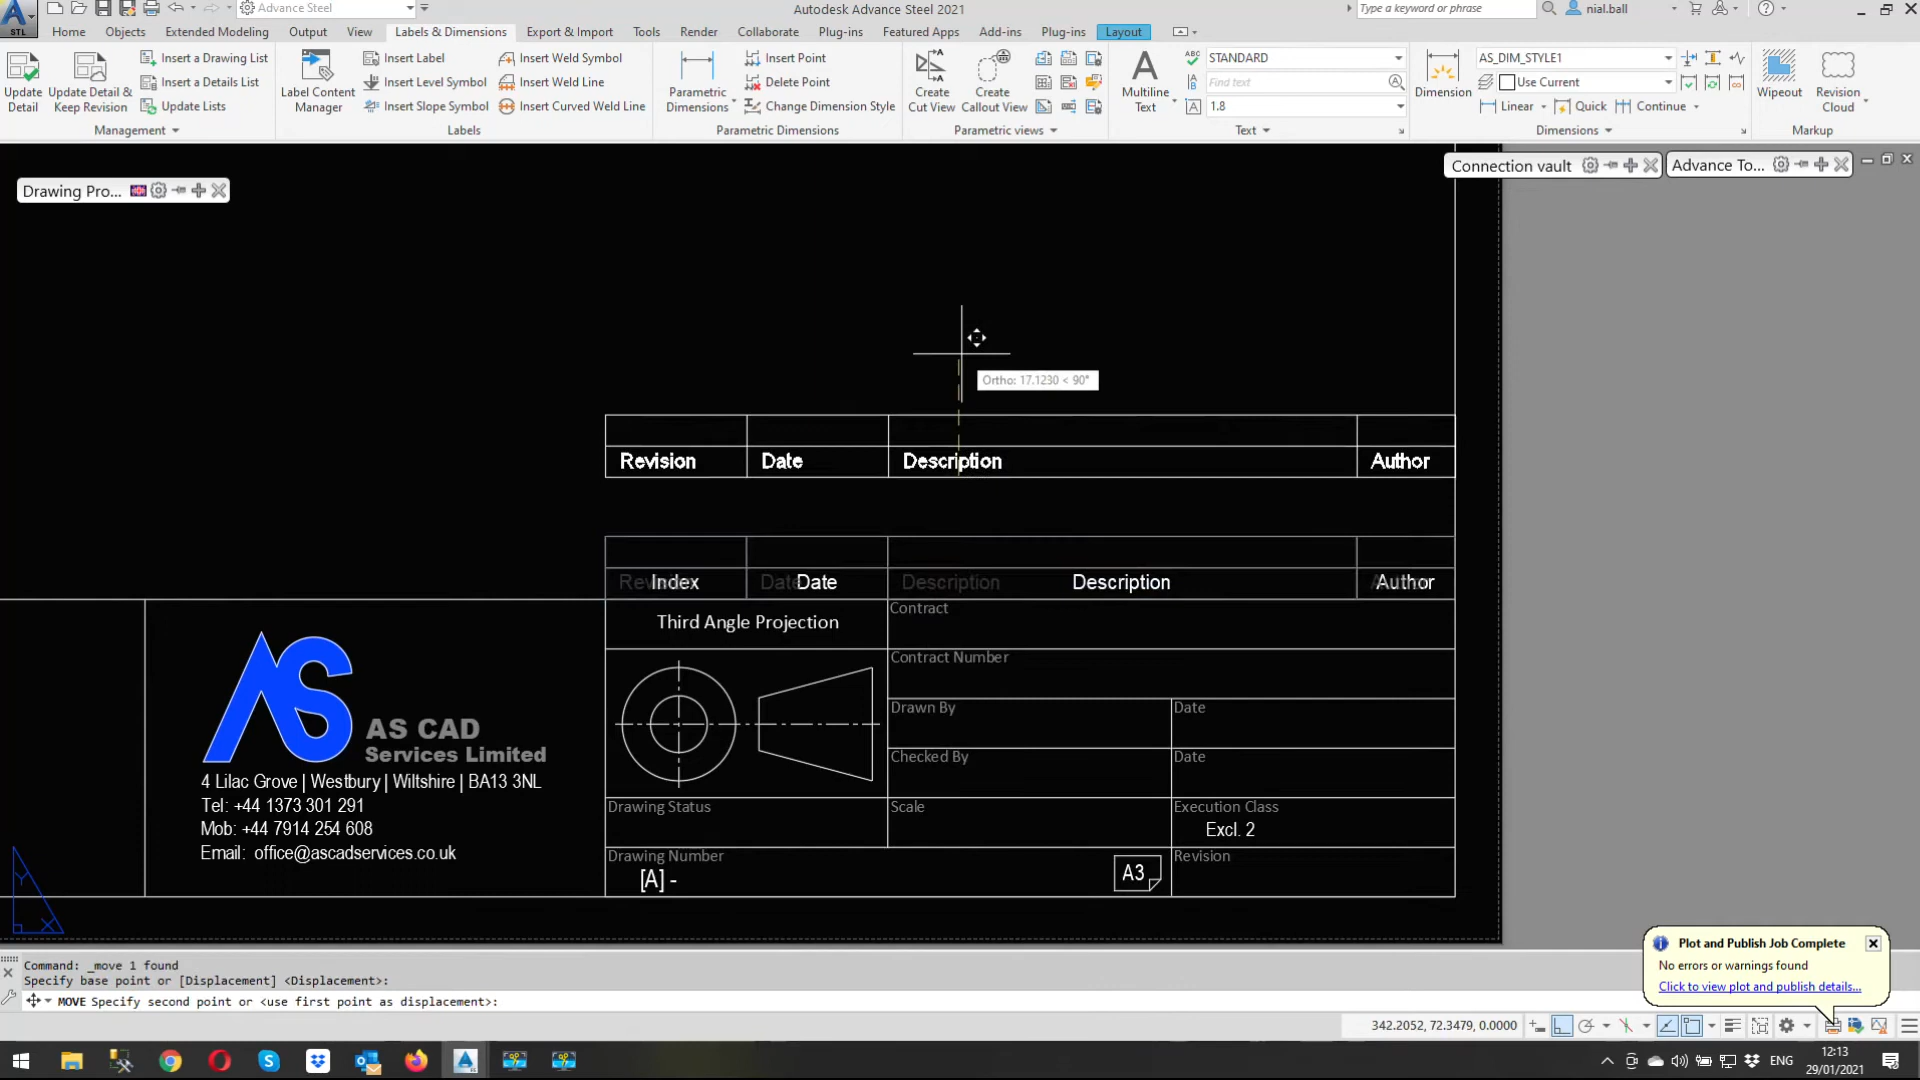 Advance Steel
Autodesk Advance Steel 2021
Type a keyword or phrase
nial.ball
STL
Home
Objects
Extended Modeling
Output
View
Labels & Dimensions
Export & Import
Tools
Render
Collaborate
Plug-ins
Featured Apps
Add-ins
Plug-ins
Layout
Update Detail
Update Detail & Keep Revision
Insert a Drawing List
Insert a Details List
Update Lists
Management
Label Content Manager
Insert Label
Insert Level Symbol
Insert Slope Symbol
Insert Weld Symbol
Insert Weld Line
Insert Curved Weld Line
Labels
Parametric Dimensions
Insert Point
Delete Point
Change Dimension Style
Parametric Dimensions
Create Cut View
Create Callout View
Parametric views
Multiline Text
STANDARD
Find text
1.8
Text
Dimension
AS_DIM_STYLE1
Use Current
Linear
Quick
Continue
Dimensions
Wipeout
Revision Cloud
Markup
Drawing Pro...
Connection vault
Advance To...
Ortho: 17.1230 < 90°
Revision Date Description Author
Revision Date Description Author
Index Date Description Author
Third Angle Projection
Contract
Contract Number
Drawn By
Date
Checked By
Date
Drawing Status
Scale
Execution Class
Excl. 2
Drawing Number
[A] -
A3
Revision
AS CAD
Services Limited
4 Lilac Grove | Westbury | Wiltshire | BA13 3NL
Tel: +44 1373 301 291
Mob: +44 7914 254 608
Email: office@ascadservices.co.uk
Y
X
Command: _move 1 found
Specify base point or [Displacement] <Displacement>:
MOVE Specify second point or <use first point as displacement>:
Plot and Publish Job Complete
No errors or warnings found
Click to view plot and publish details...
342.2052, 72.3479, 0.0000
ENG
12:13
29/01/2021